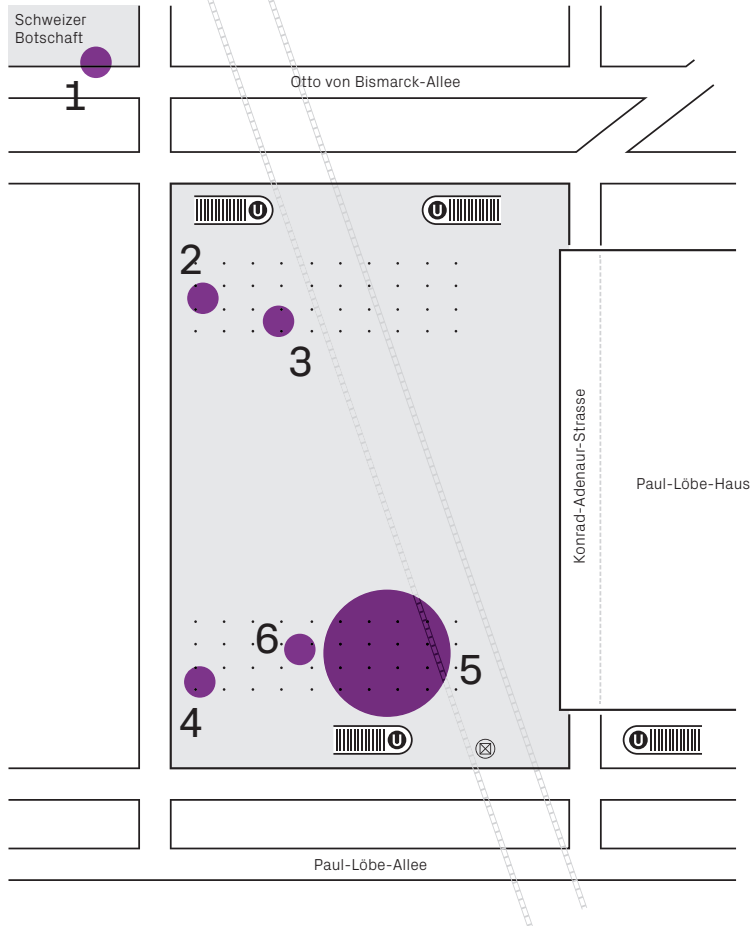 Schweizer
Botschaft
1
Otto von Bismarck-Allee
U
U
2
3
Konrad-Adenaur-Strasse
Paul-Löbe-Haus
6
5
4
U
U
Paul-Löbe-Allee